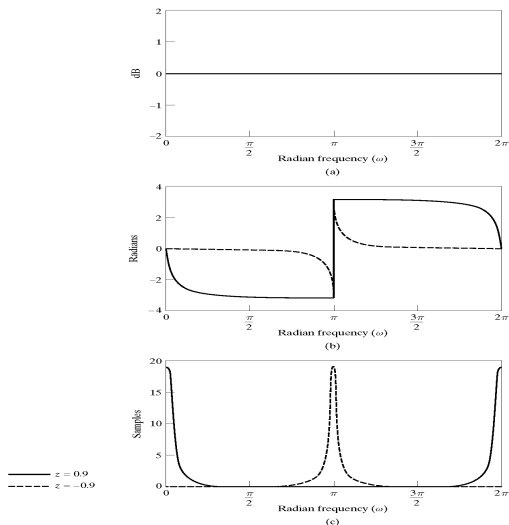 2
1
dB
0
−1
−2
0
π/2
π
3π/2
2π
Radian frequency (ω)
(a)
4
2
Radians
0
−2
−4
0
π/2
π
3π/2
2π
Radian frequency (ω)
(b)
20
15
Samples
10
5
0
0
π/2
π
3π/2
2π
Radian frequency (ω)
(c)
z = 0.9
z = −0.9